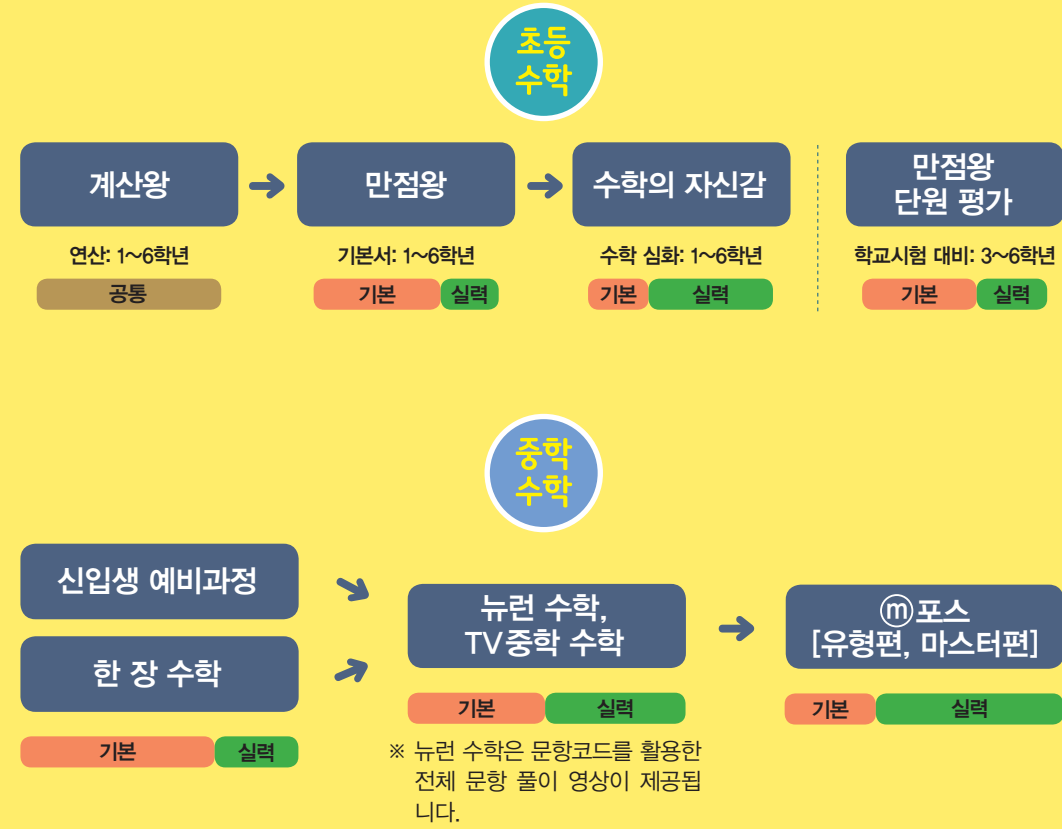 초등
수학
계산왕
만점왕
수학의 자신감
만점왕
단원 평가
연산: 1~6학년
기본서: 1~6학년
수학 심화: 1~6학년
학교시험 대비: 3~6학년
공통
기본 실력
기본 실력
기본 실력
중학
수학
신입생 예비과정
한 장 수학
기본 실력
뉴런 수학,
TV중학 수학
기본 실력
※ 뉴런 수학은 문항코드를 활용한
전체 문항 풀이 영상이 제공됩
니다.
ⓜ포스
[유형편, 마스터편]
기본 실력